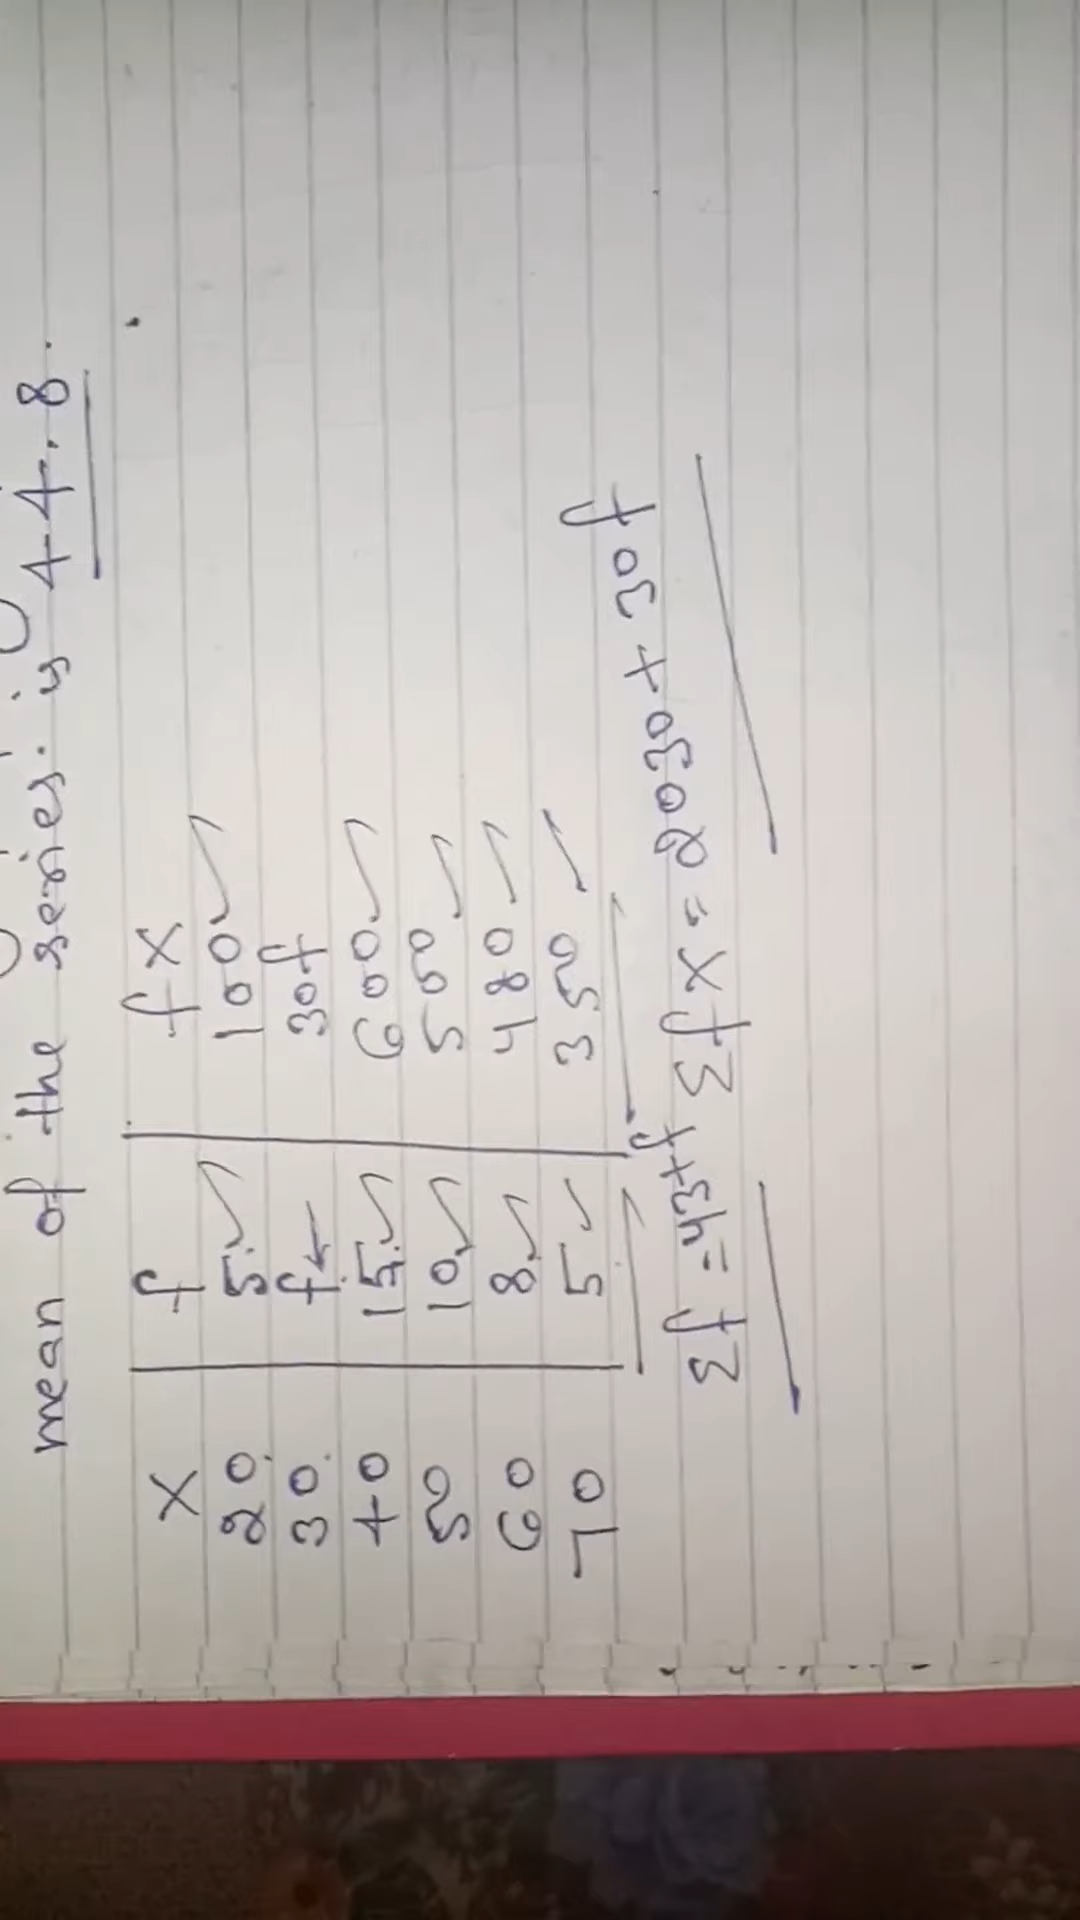 mean of the series. is 44.8.
x f fx
20. 5. 100
30. f 30f
40 15. 600
50 10. 500
60 8. 480
70 5 350
Σf = 43+f Σfx = 2030 + 30f